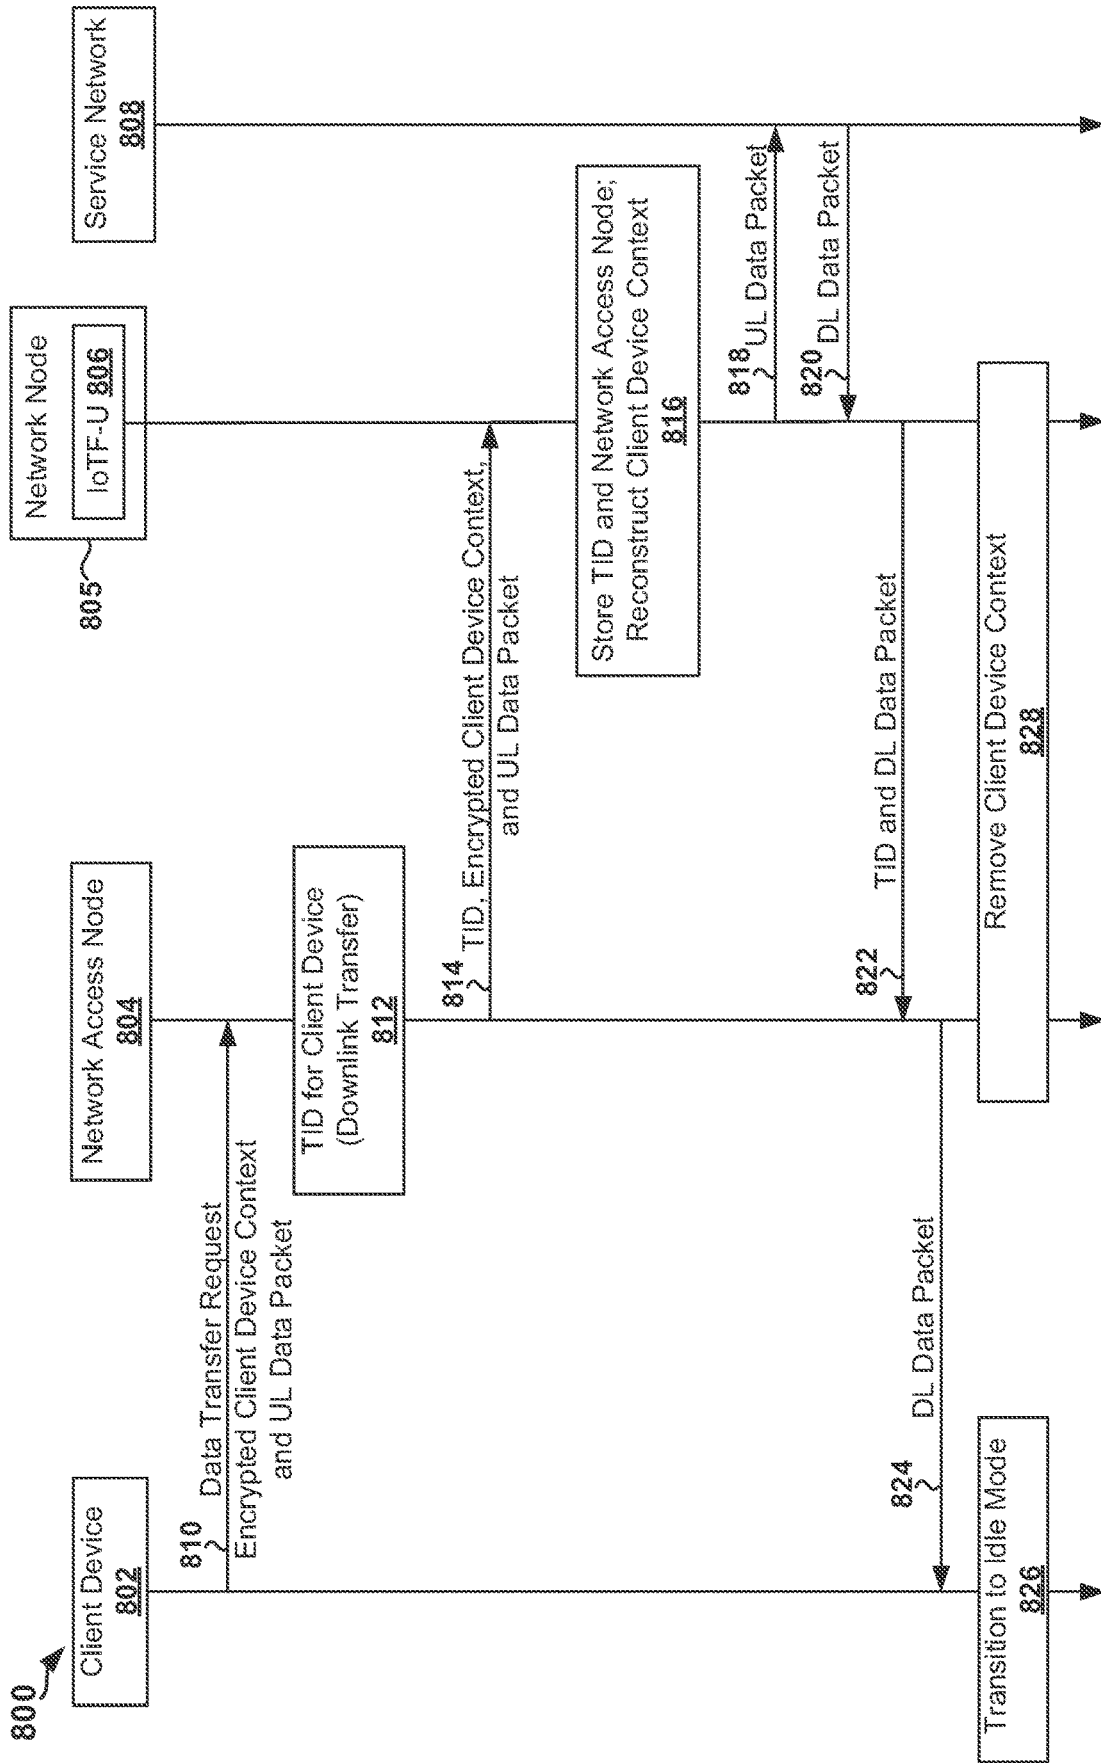 800
Client Device
802
Network Access Node
804
805
Network Node
IoTF-U 806
Service Network
808
810
Data Transfer Request
Encrypted Client Device Context
and UL Data Packet
TID for Client Device
(Downlink Transfer)
812
814
TID, Encrypted Client Device Context,
and UL Data Packet
Store TID and Network Access Node;
Reconstruct Client Device Context
816
818
UL Data Packet
820
DL Data Packet
822
TID and DL Data Packet
824
DL Data Packet
Transition to Idle Mode
826
Remove Client Device Context
828